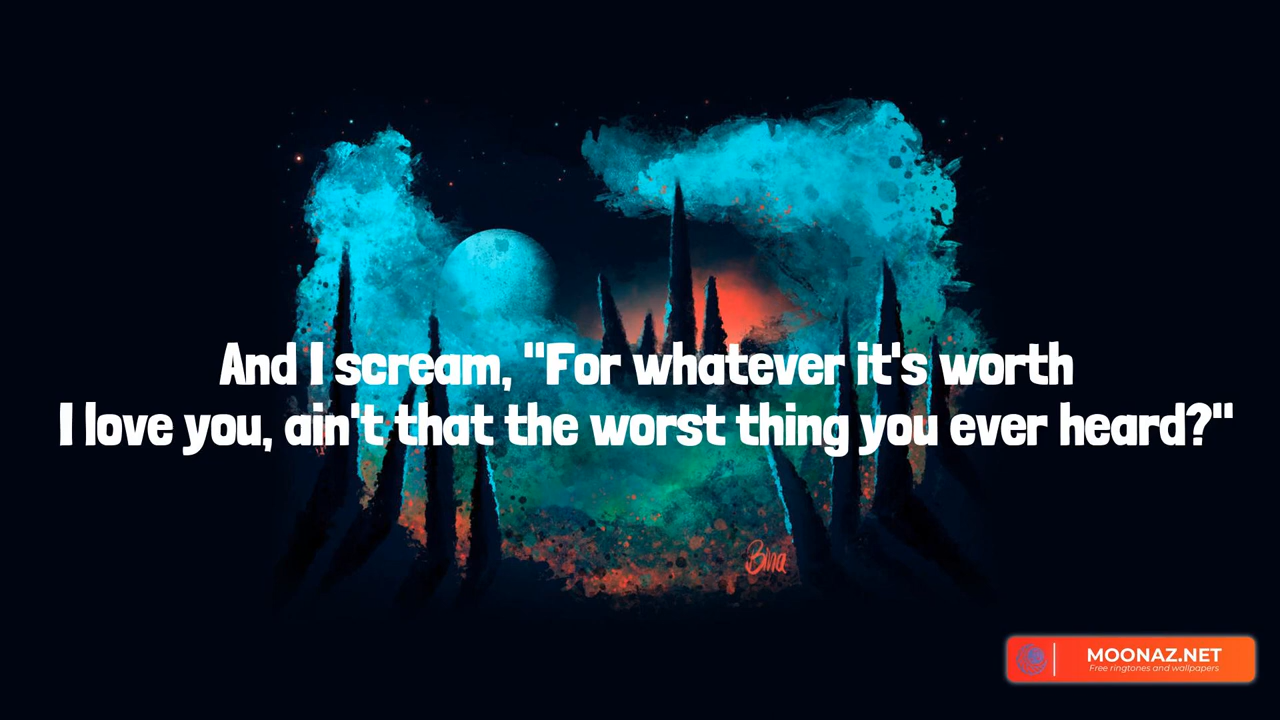 And I scream, "For whatever it's worth
I love you, ain't that the worst thing you ever heard?"
Bina
MOONAZ.NET
Free ringtones and wallpapers